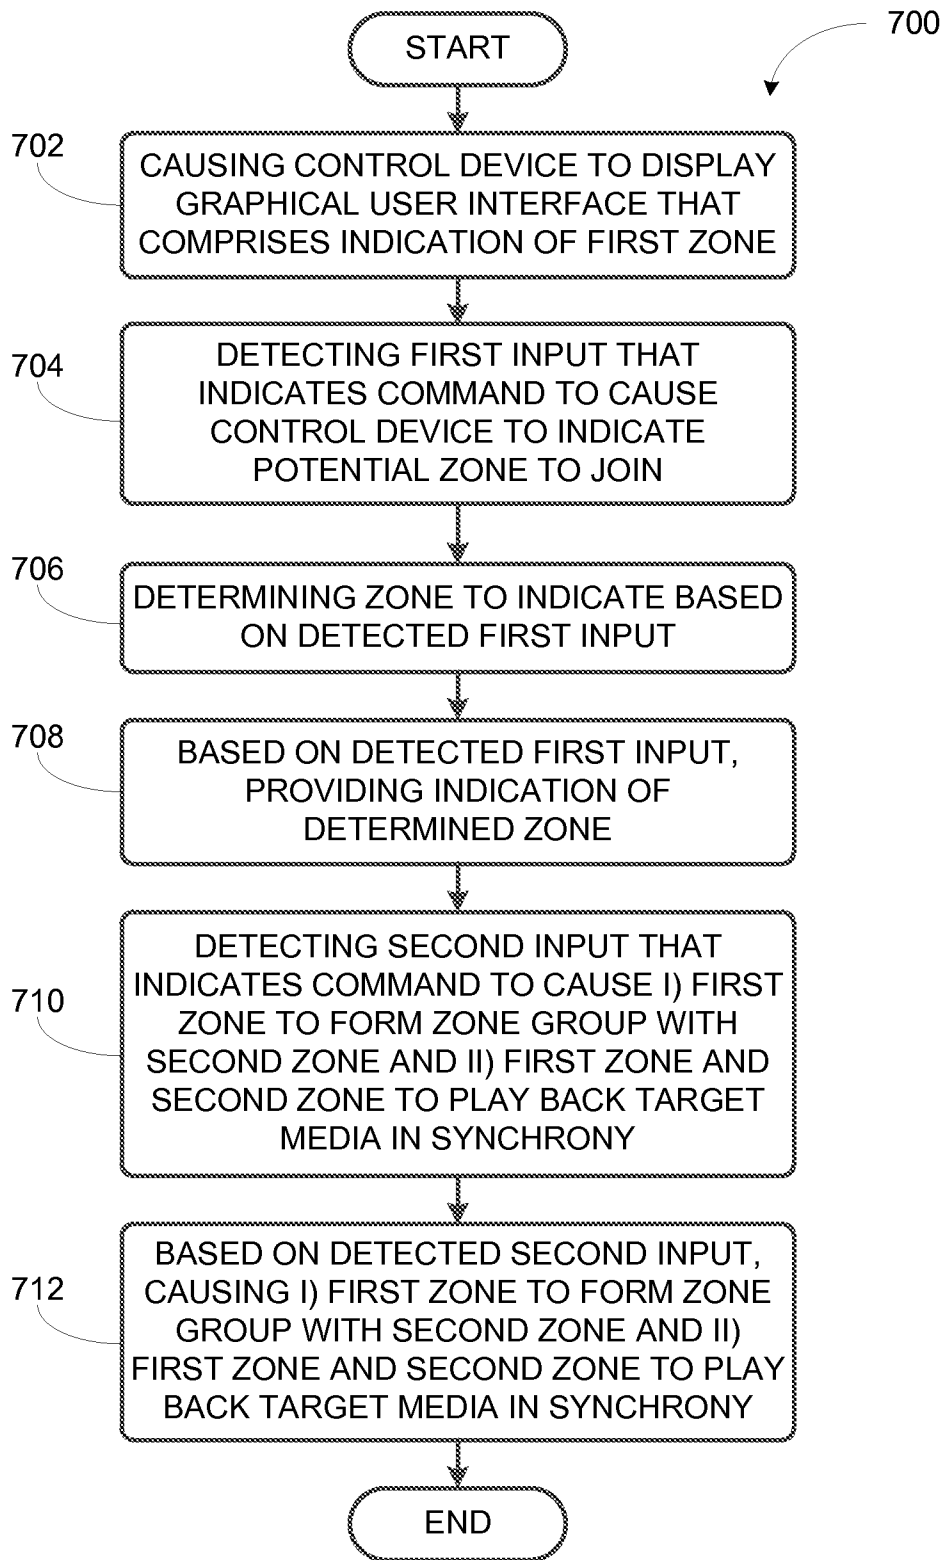 700
START
702
CAUSING CONTROL DEVICE TO DISPLAY
GRAPHICAL USER INTERFACE THAT
COMPRISES INDICATION OF FIRST ZONE
704
DETECTING FIRST INPUT THAT
INDICATES COMMAND TO CAUSE
CONTROL DEVICE TO INDICATE
POTENTIAL ZONE TO JOIN
706
DETERMINING ZONE TO INDICATE BASED
ON DETECTED FIRST INPUT
708
BASED ON DETECTED FIRST INPUT,
PROVIDING INDICATION OF
DETERMINED ZONE
710
DETECTING SECOND INPUT THAT
INDICATES COMMAND TO CAUSE I) FIRST
ZONE TO FORM ZONE GROUP WITH
SECOND ZONE AND II) FIRST ZONE AND
SECOND ZONE TO PLAY BACK TARGET
MEDIA IN SYNCHRONY
712
BASED ON DETECTED SECOND INPUT,
CAUSING I) FIRST ZONE TO FORM ZONE
GROUP WITH SECOND ZONE AND II)
FIRST ZONE AND SECOND ZONE TO PLAY
BACK TARGET MEDIA IN SYNCHRONY
END